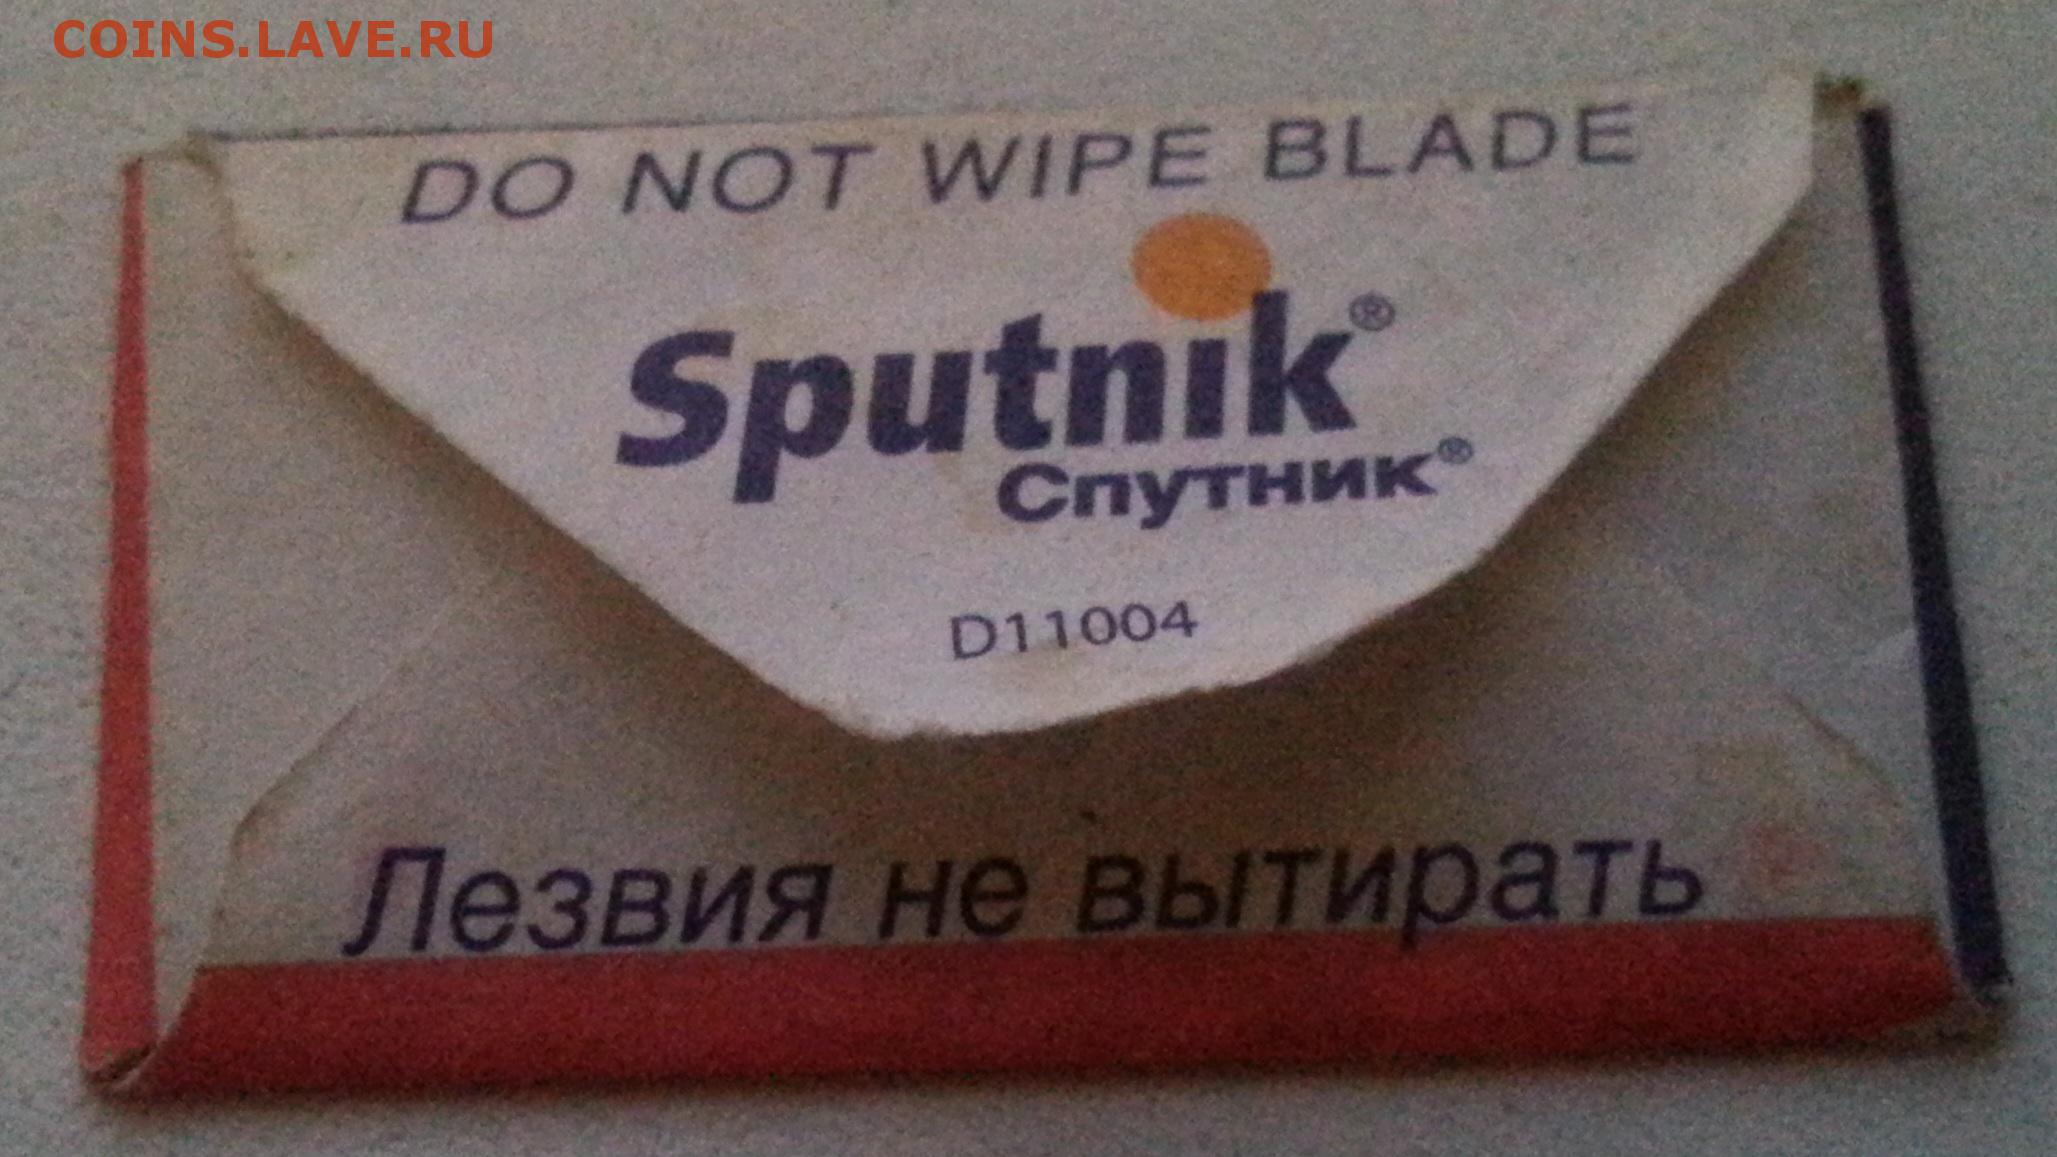 COINS.LAVE.RU
DO NOT WIPE BLADE
Sputnik®
Спутник®
D11004
Лезвия не вытирать